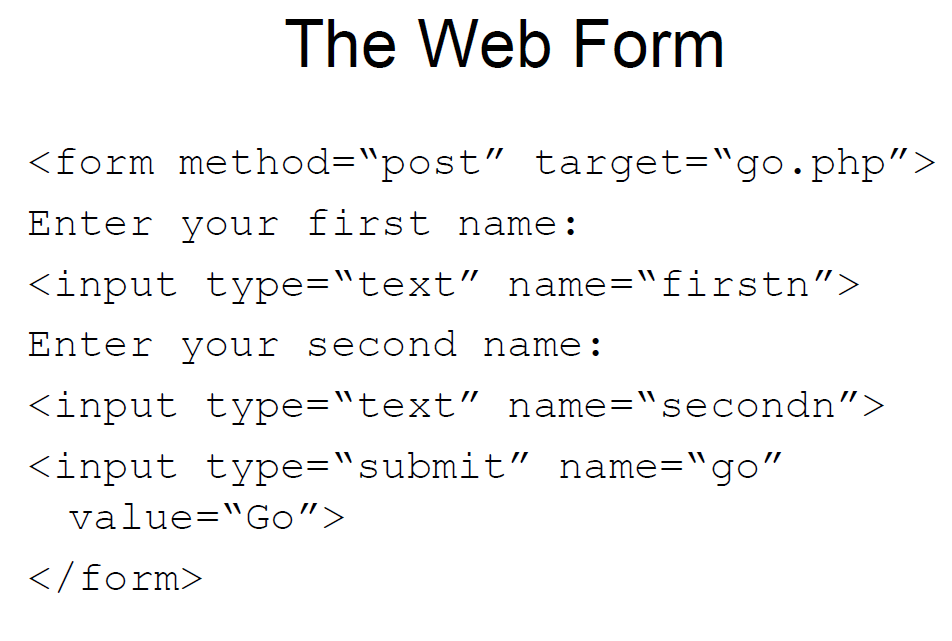 The Web Form
<form method=“post” target=“go.php”>
Enter your first name:
<input type=“text” name=“firstn”>
Enter your second name:
<input type=“text” name=“secondn”>
<input type=“submit” name=“go”
value=“Go”>
</form>